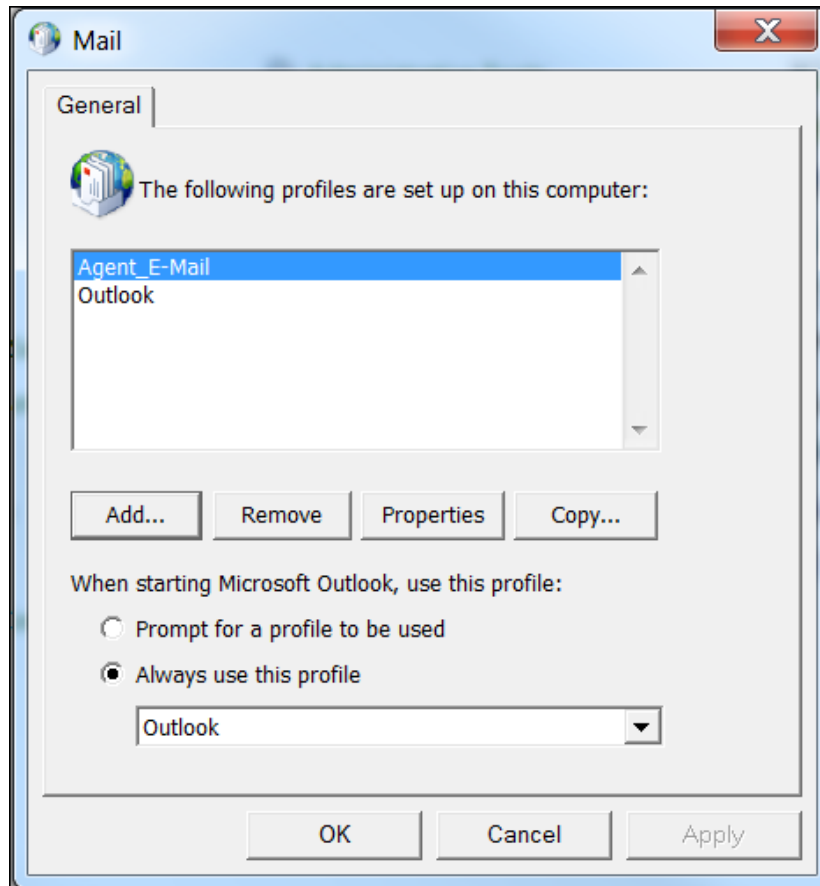 Mail
General
The following profiles are set up on this computer:
Agent_E-Mail
Outlook
Add... Remove Properties Copy...
When starting Microsoft Outlook, use this profile:
Prompt for a profile to be used
Always use this profile
Outlook
OK Cancel Apply